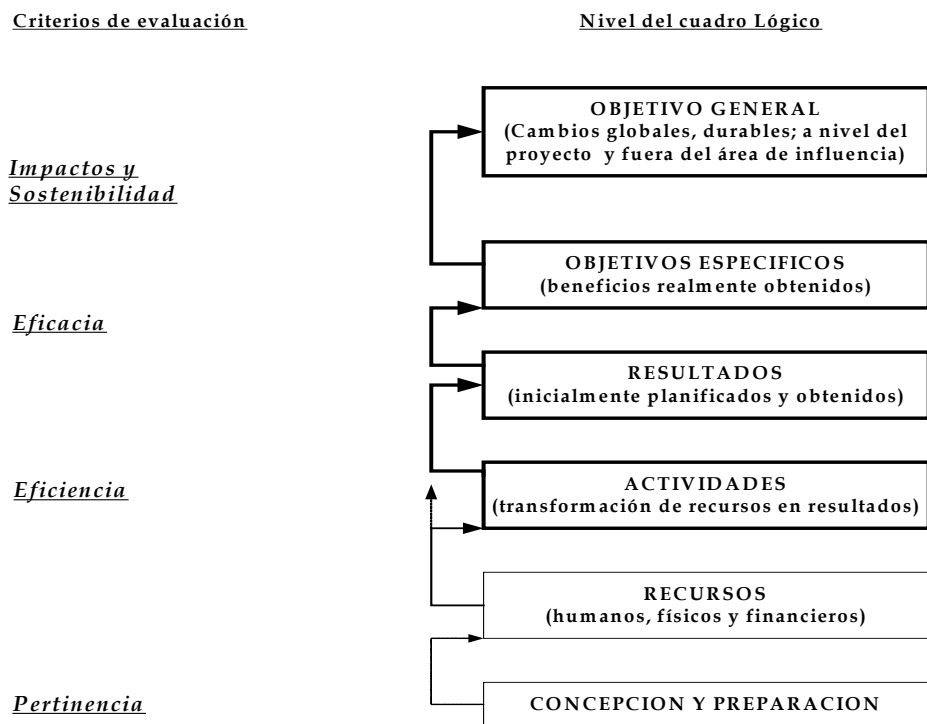 Criterios de evaluación
Nivel del cuadro Lógico
OBJETIVO GENERAL
(Cambios globales, durables; a nivel del
proyecto y fuera del área de influencia)
Impactos y
Sostenibilidad
OBJETIVOS ESPECIFICOS
(beneficios realmente obtenidos)
Eficacia
RESULTADOS
(inicialmente planificados y obtenidos)
Eficiencia
ACTIVIDADES
(transformación de recursos en resultados)
RECURSOS
(humanos, físicos y financieros)
Pertinencia
CONCEPCION Y PREPARACION